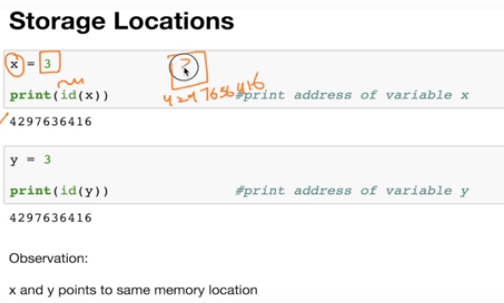 Storage Locations
x = 3
3
print(id(x)) #print address of variable x
4297636416
y = 3
print(id(y)) #print address of variable y
4297636416
Observation:
x and y points to same memory location